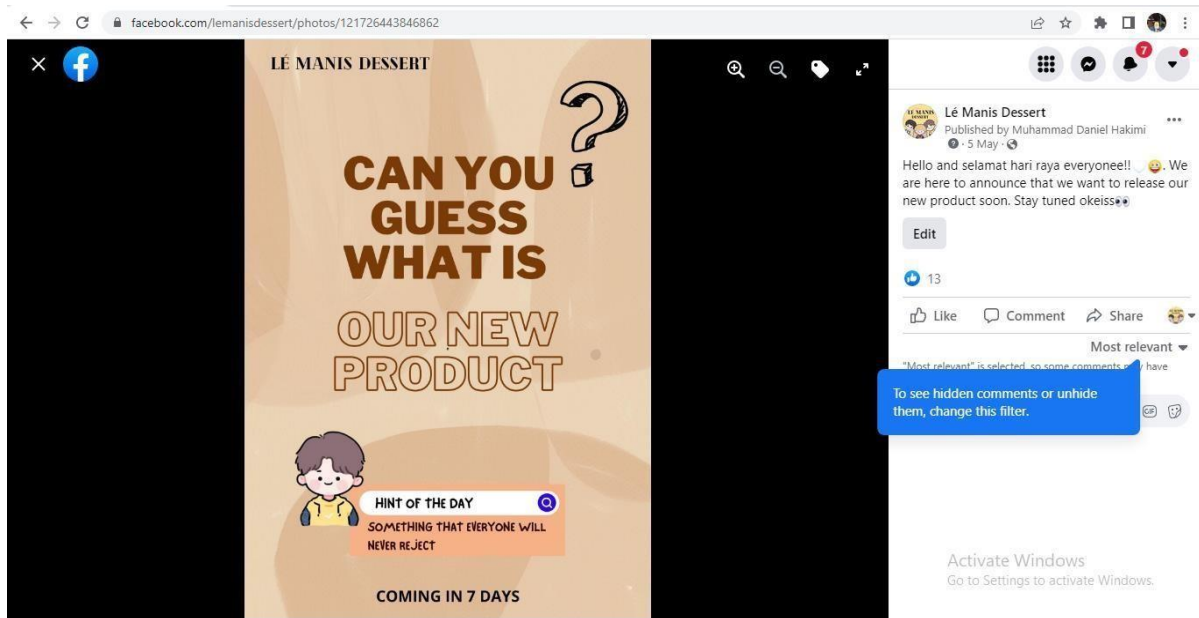 facebook.com/lemanisdessert/photos/121726443846862
LÉ MANIS DESSERT
?
CAN YOU
GUESS
WHAT IS
OUR NEW
PRODUCT
HINT OF THE DAY
SOMETHING THAT EVERYONE WILL
NEVER REJECT
COMING IN 7 DAYS
7
Lé Manis Dessert
Published by Muhammad Daniel Hakimi
· 5 May ·
Hello and selamat hari raya everyonee!! 🌙😀. We
are here to announce that we want to release our
new product soon. Stay tuned okeiss👀
Edit
13
Like Comment Share
Most relevant
"Most relevant" is selected, so some comments may have
To see hidden comments or unhide
them, change this filter.
GIF
Activate Windows
Go to Settings to activate Windows.